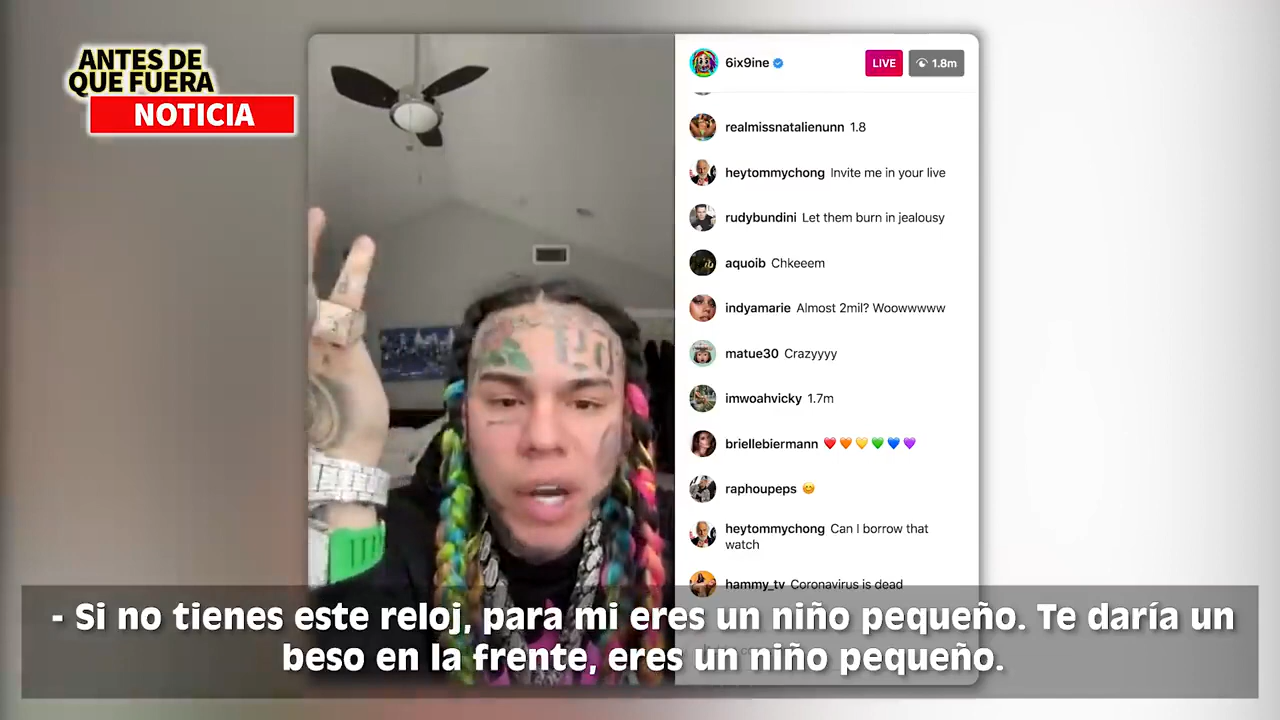 ANTES DE
QUE FUERA
NOTICIA
6ix9ine
LIVE
1.8m
realmissnatalienunn 1.8
heytommychong Invite me in your live
rudybundini Let them burn in jealousy
aquoib Chkeeem
indyamarie Almost 2mil? Woowwwww
matue30 Crazyyyy
imwoahvicky 1.7m
briellebiermann ❤️🧡💛💚💙💜
raphoupeps 😊
heytommychong Can I borrow that
watch
hammy_tv Coronavirus is dead
- Si no tienes este reloj, para mi eres un niño pequeño. Te daría un
beso en la frente, eres un niño pequeño.